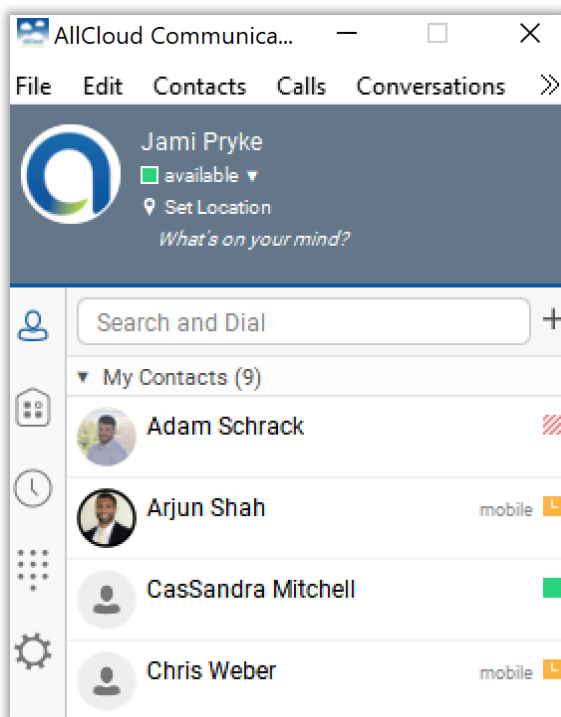 AllCloud Communica...
File Edit Contacts Calls Conversations
Jami Pryke
available
Set Location
What's on your mind?
Search and Dial
My Contacts (9)
Adam Schrack
Arjun Shah mobile
CasSandra Mitchell
Chris Weber mobile